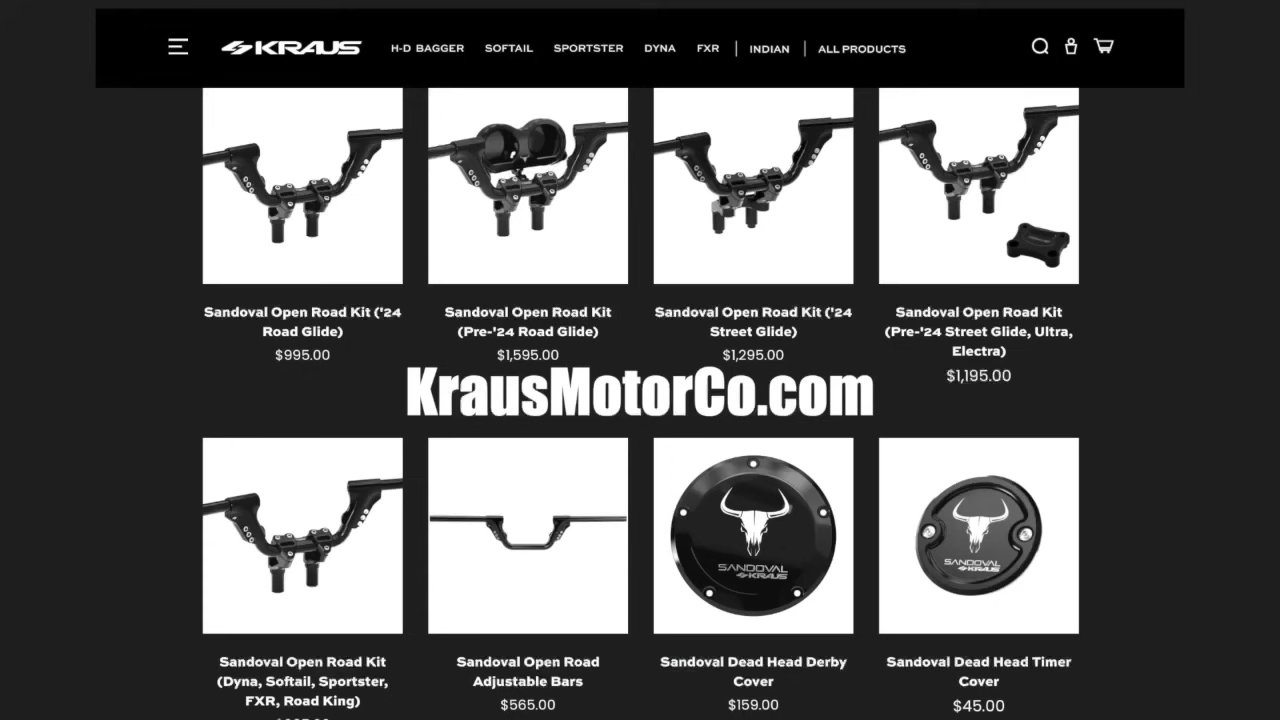 KRAUS
H-D BAGGER SOFTAIL SPORTSTER DYNA FXR INDIAN ALL PRODUCTS
Sandoval Open Road Kit ('24
Road Glide)
$995.00
Sandoval Open Road Kit
(Pre-'24 Road Glide)
$1,595.00
Sandoval Open Road Kit ('24
Street Glide)
$1,295.00
Sandoval Open Road Kit
(Pre-'24 Street Glide, Ultra,
Electra)
$1,195.00
KrausMotorCo.com
SANDOVAL
KRAUS
SANDOVAL
KRAUS
Sandoval Open Road Kit
(Dyna, Softail, Sportster,
FXR, Road King)
Sandoval Open Road
Adjustable Bars
$565.00
Sandoval Dead Head Derby
Cover
$159.00
Sandoval Dead Head Timer
Cover
$45.00